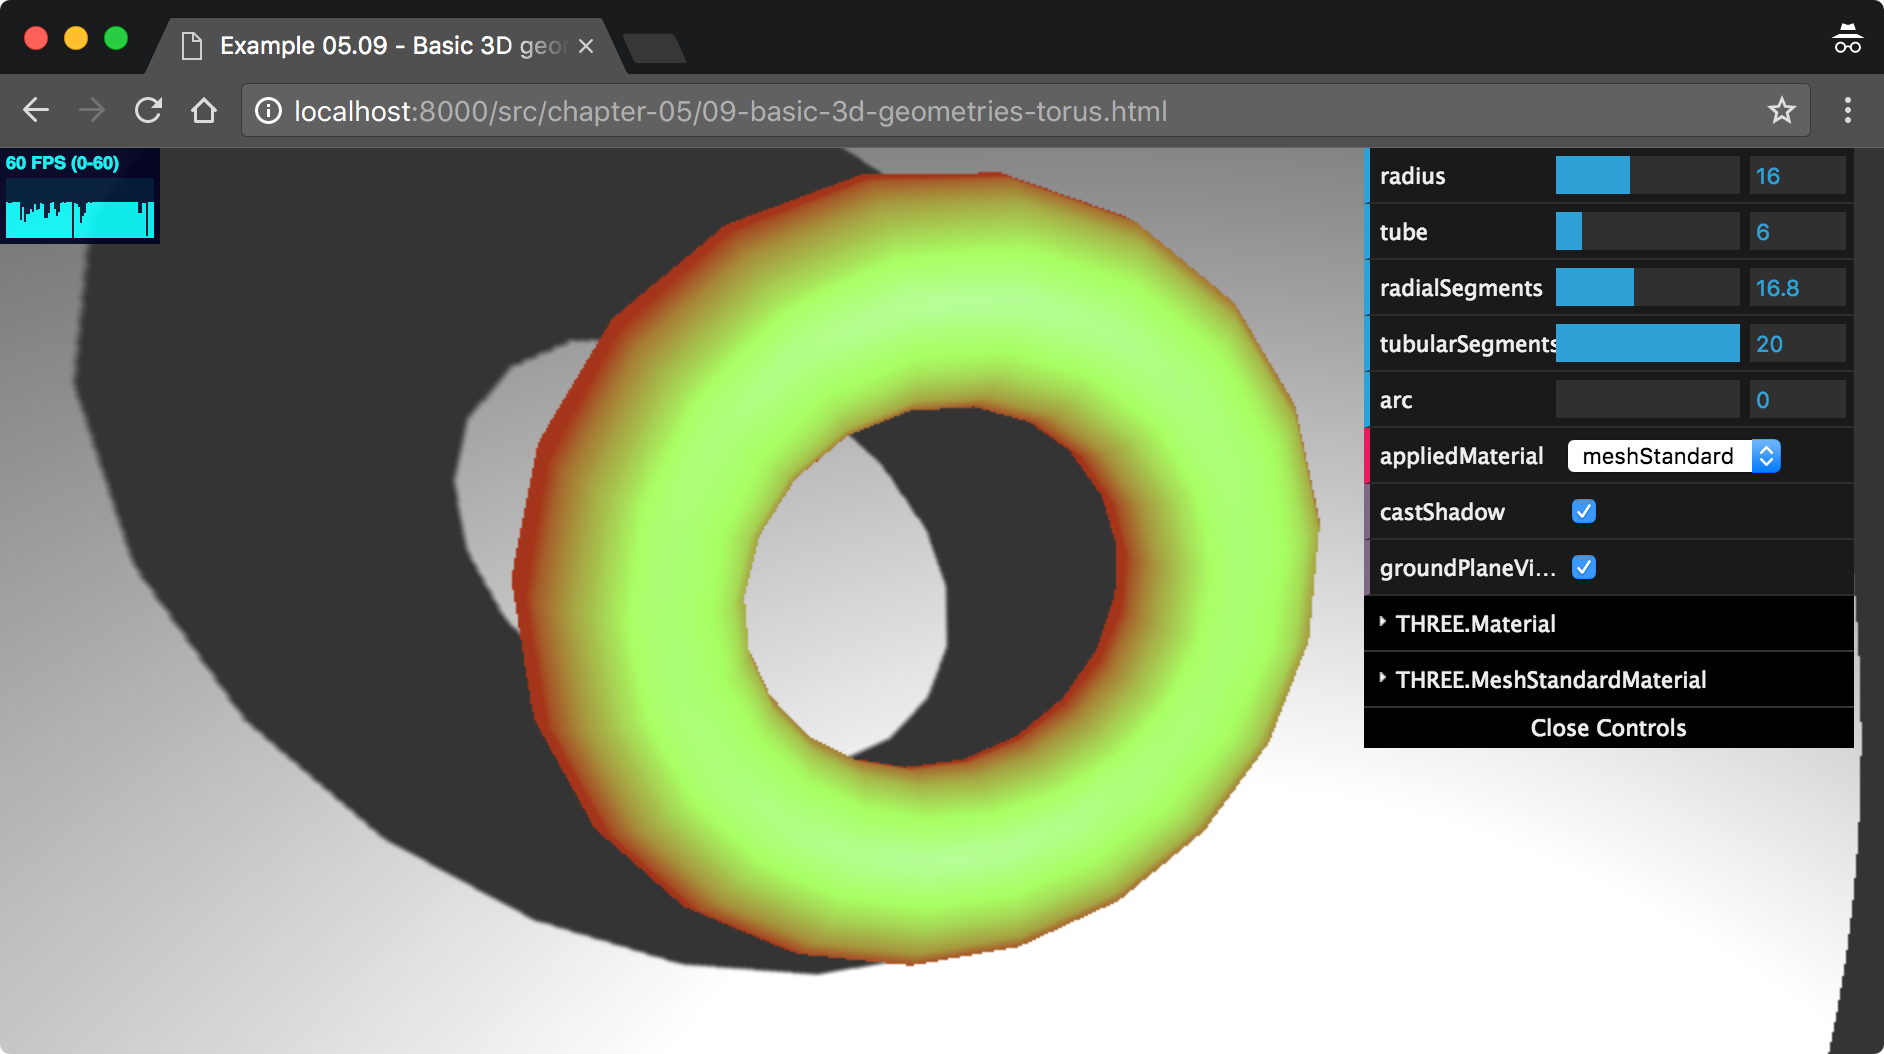 Example 05.09 - Basic 3D geo
localhost:8000/src/chapter-05/09-basic-3d-geometries-torus.html
60 FPS (0-60)
radius 16
tube 6
radialSegments 16.8
tubularSegments 20
arc 0
appliedMaterial meshStandard
castShadow
groundPlaneVi...
THREE.Material
THREE.MeshStandardMaterial
Close Controls